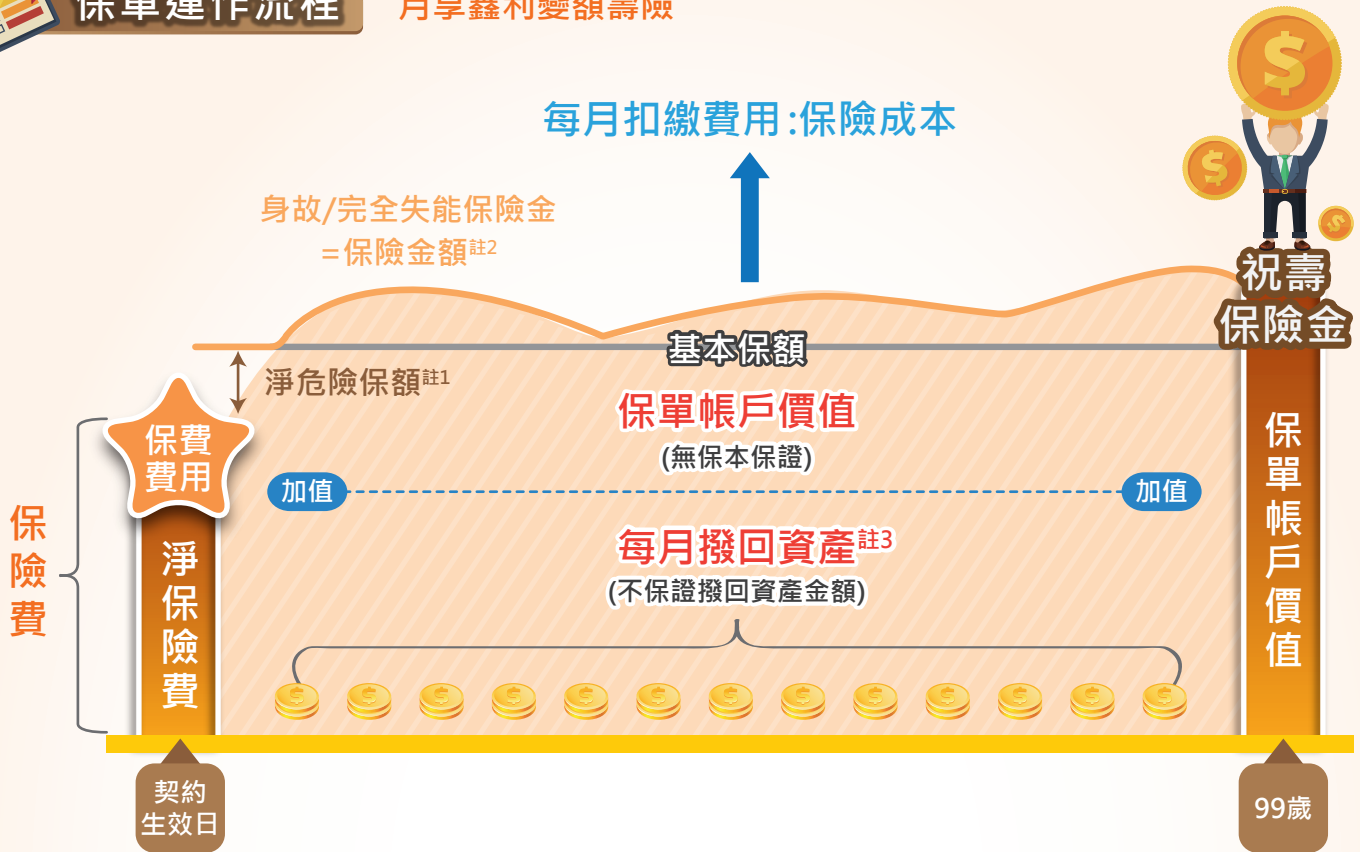 保單運作流程
月享鑫利變額壽險
每月扣繳費用:保險成本
身故/完全失能保險金
=保險金額註2
祝壽
保險金
基本保額
淨危險保額註1
保單帳戶價值
(無保本保證)
保費
費用
加值
加值
每月撥回資產註3
(不保證撥回資產金額)
保險費
淨保險費
保單帳戶價值
契約
生效日
99歲